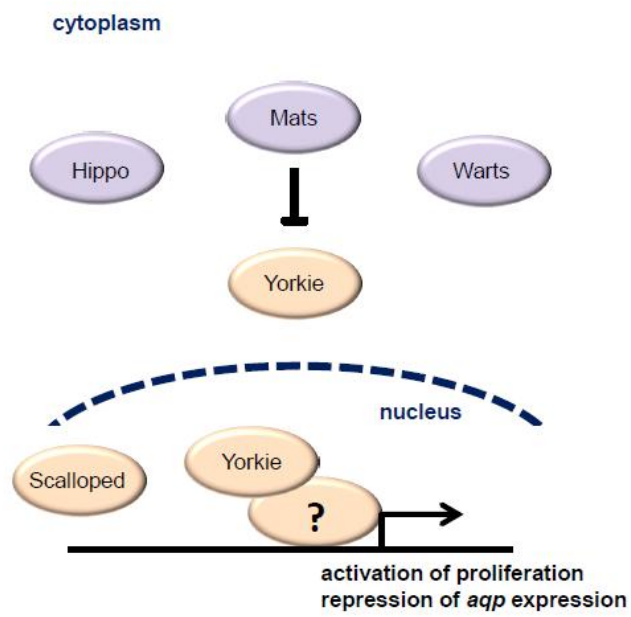 cytoplasm
Mats
Hippo
Warts
Yorkie
nucleus
Yorkie
Scalloped
?
activation of proliferation
repression of aqp expression